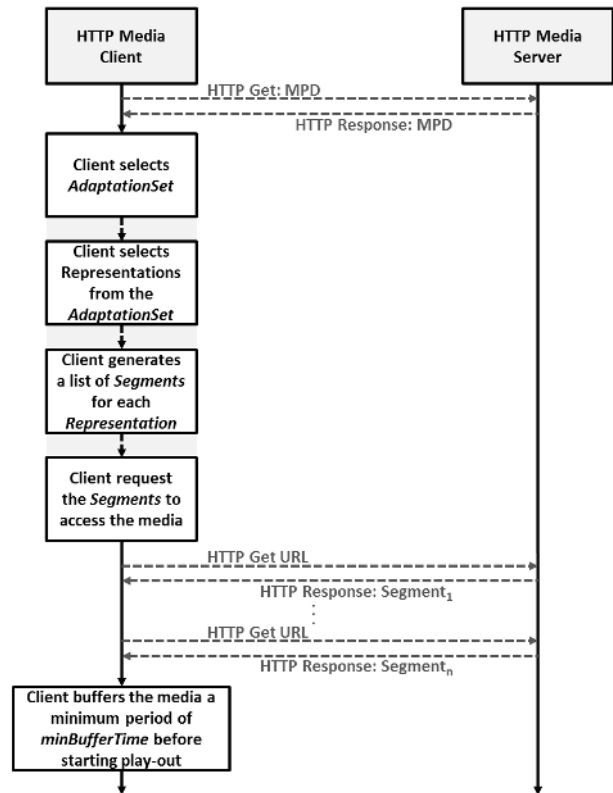 HTTP Media
Client
HTTP Media
Server
HTTP Get: MPD
HTTP Response: MPD
Client selects
AdaptationSet
Client selects
Representations
from the
AdaptationSet
Client generates
a list of Segments
for each
Representation
Client request
the Segments to
access the media
HTTP Get URL
HTTP Response: Segment1
⋮
HTTP Get URL
HTTP Response: Segmentn
Client buffers the media a
minimum period of
minBufferTime before
starting play-out